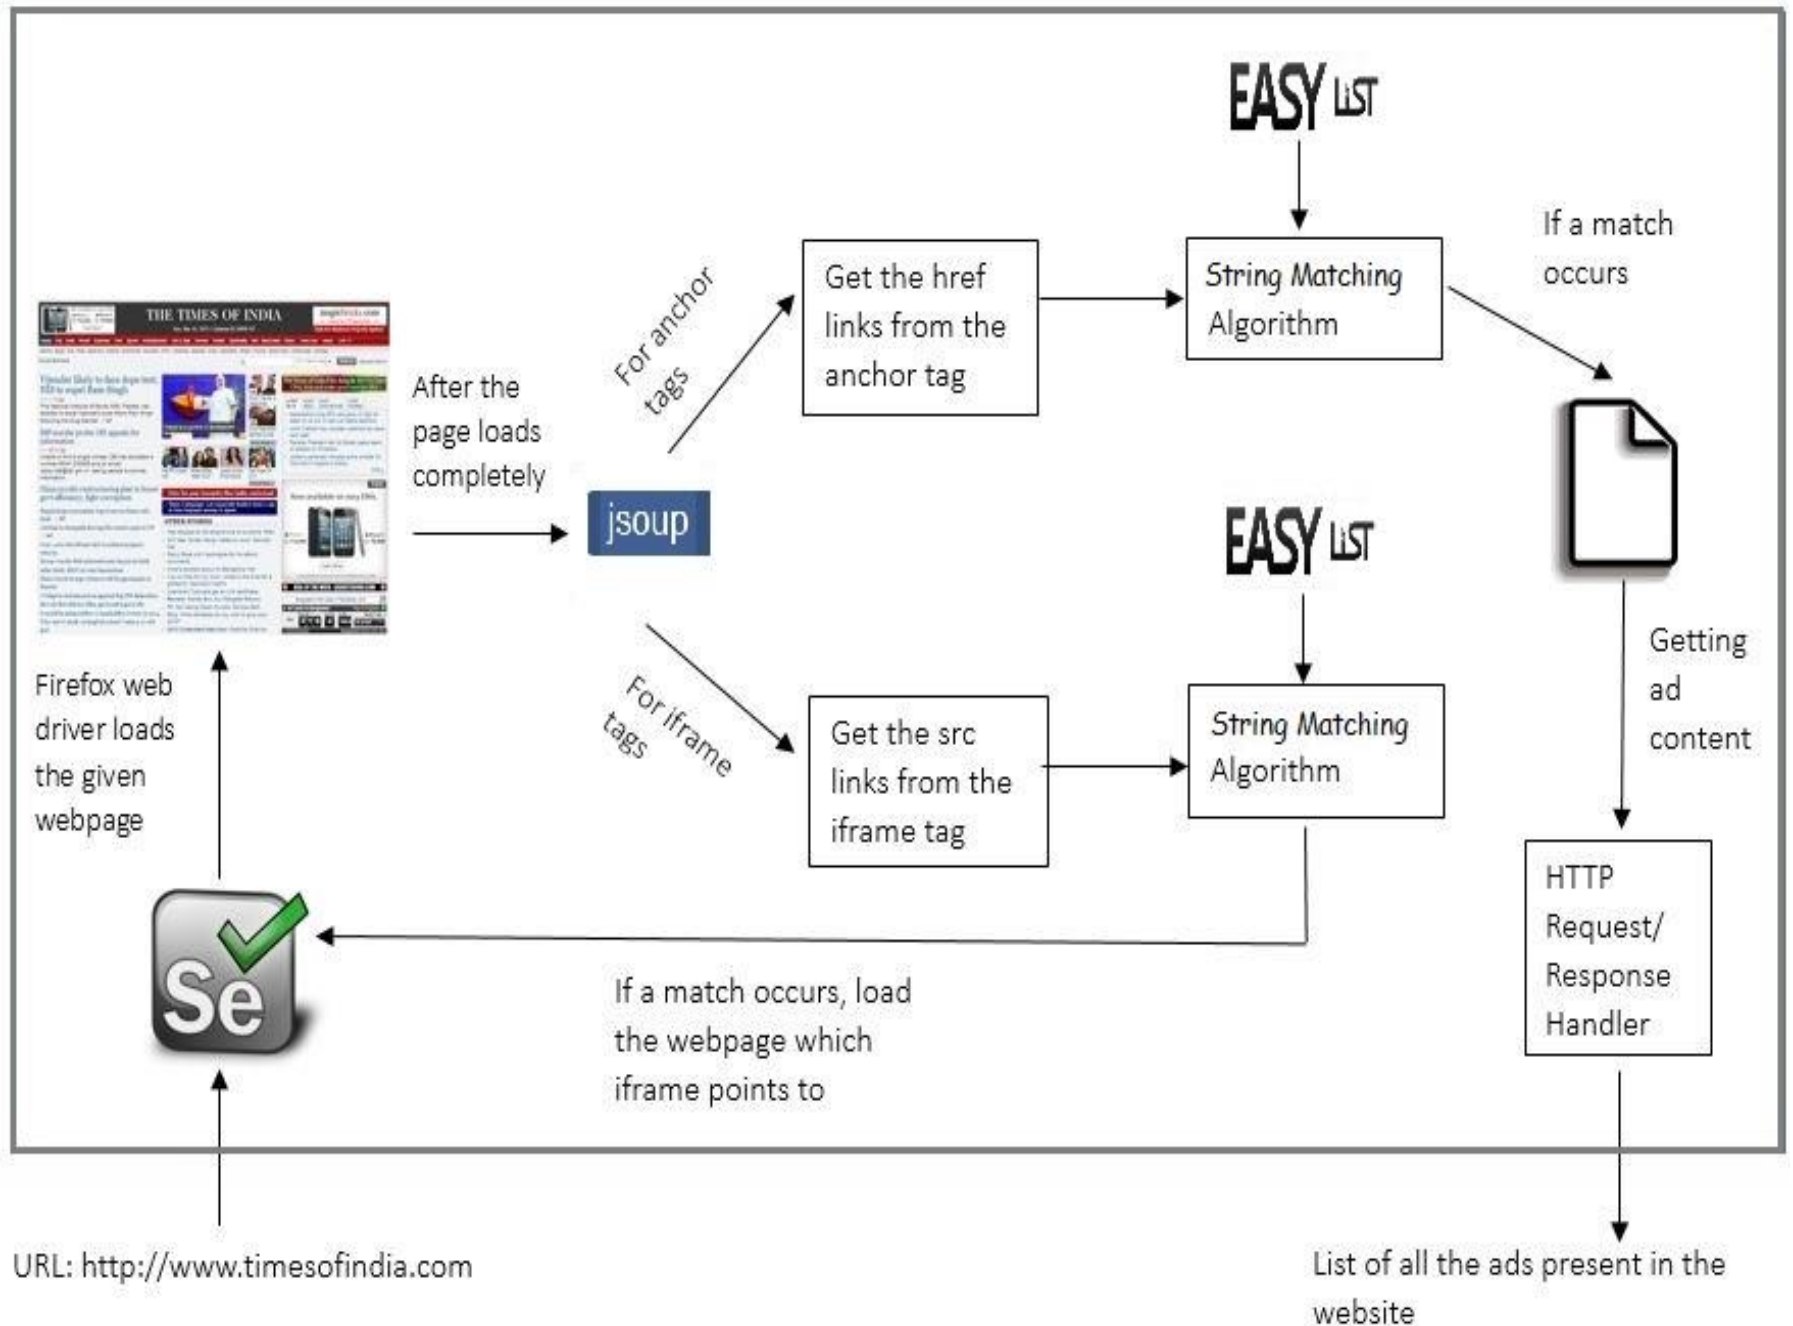 EASY LIST
If a match
occurs
String Matching
Algorithm
Get the href
links from the
anchor tag
For anchor
tags
THE TIMES OF INDIA
After the
page loads
completely
jsoup
EASY LIST
Getting
ad
content
For iframe
tags
Get the src
links from the
iframe tag
String Matching
Algorithm
Firefox web
driver loads
the given
webpage
HTTP
Request/
Response
Handler
Se
If a match occurs, load
the webpage which
iframe points to
URL: http://www.timesofindia.com
List of all the ads present in the
website